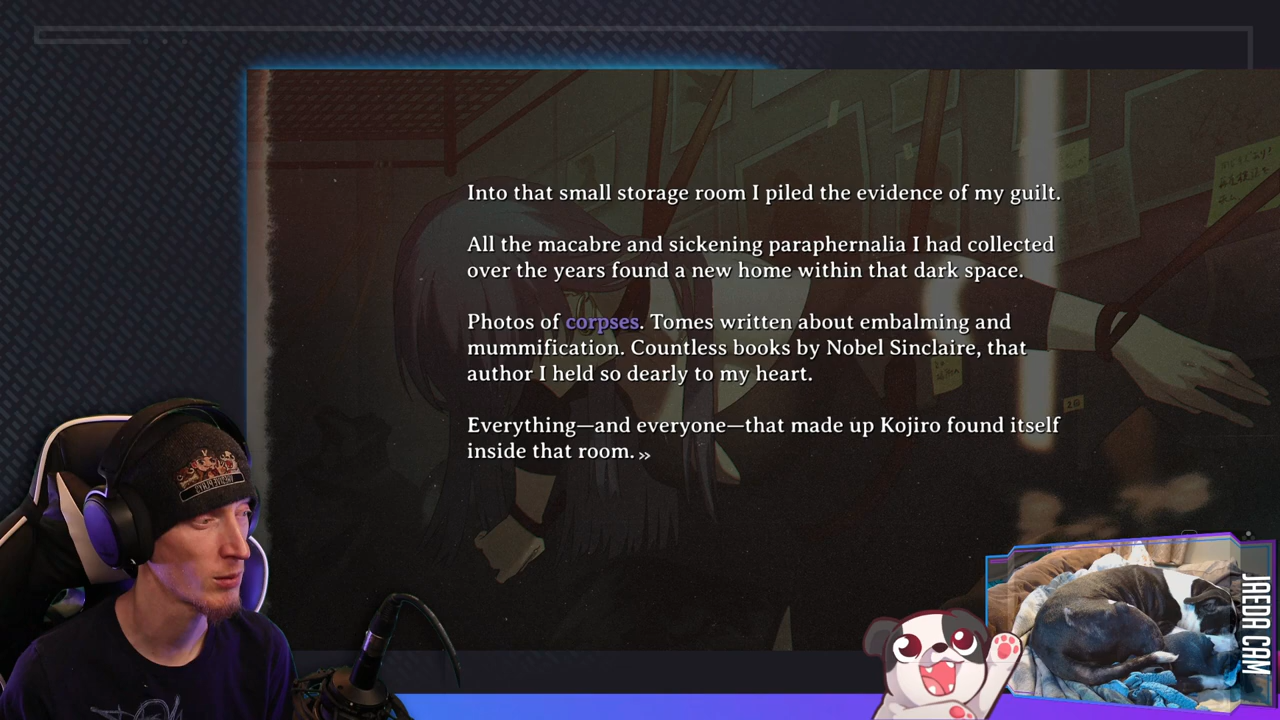 Into that small storage room I piled the evidence of my guilt.
All the macabre and sickening paraphernalia I had collected
over the years found a new home within that dark space.
Photos of corpses. Tomes written about embalming and
mummification. Countless books by Nobel Sinclaire, that
author I held so dearly to my heart.
Everything—and everyone—that made up Kojiro found itself
inside that room. »
JAEDA CAM